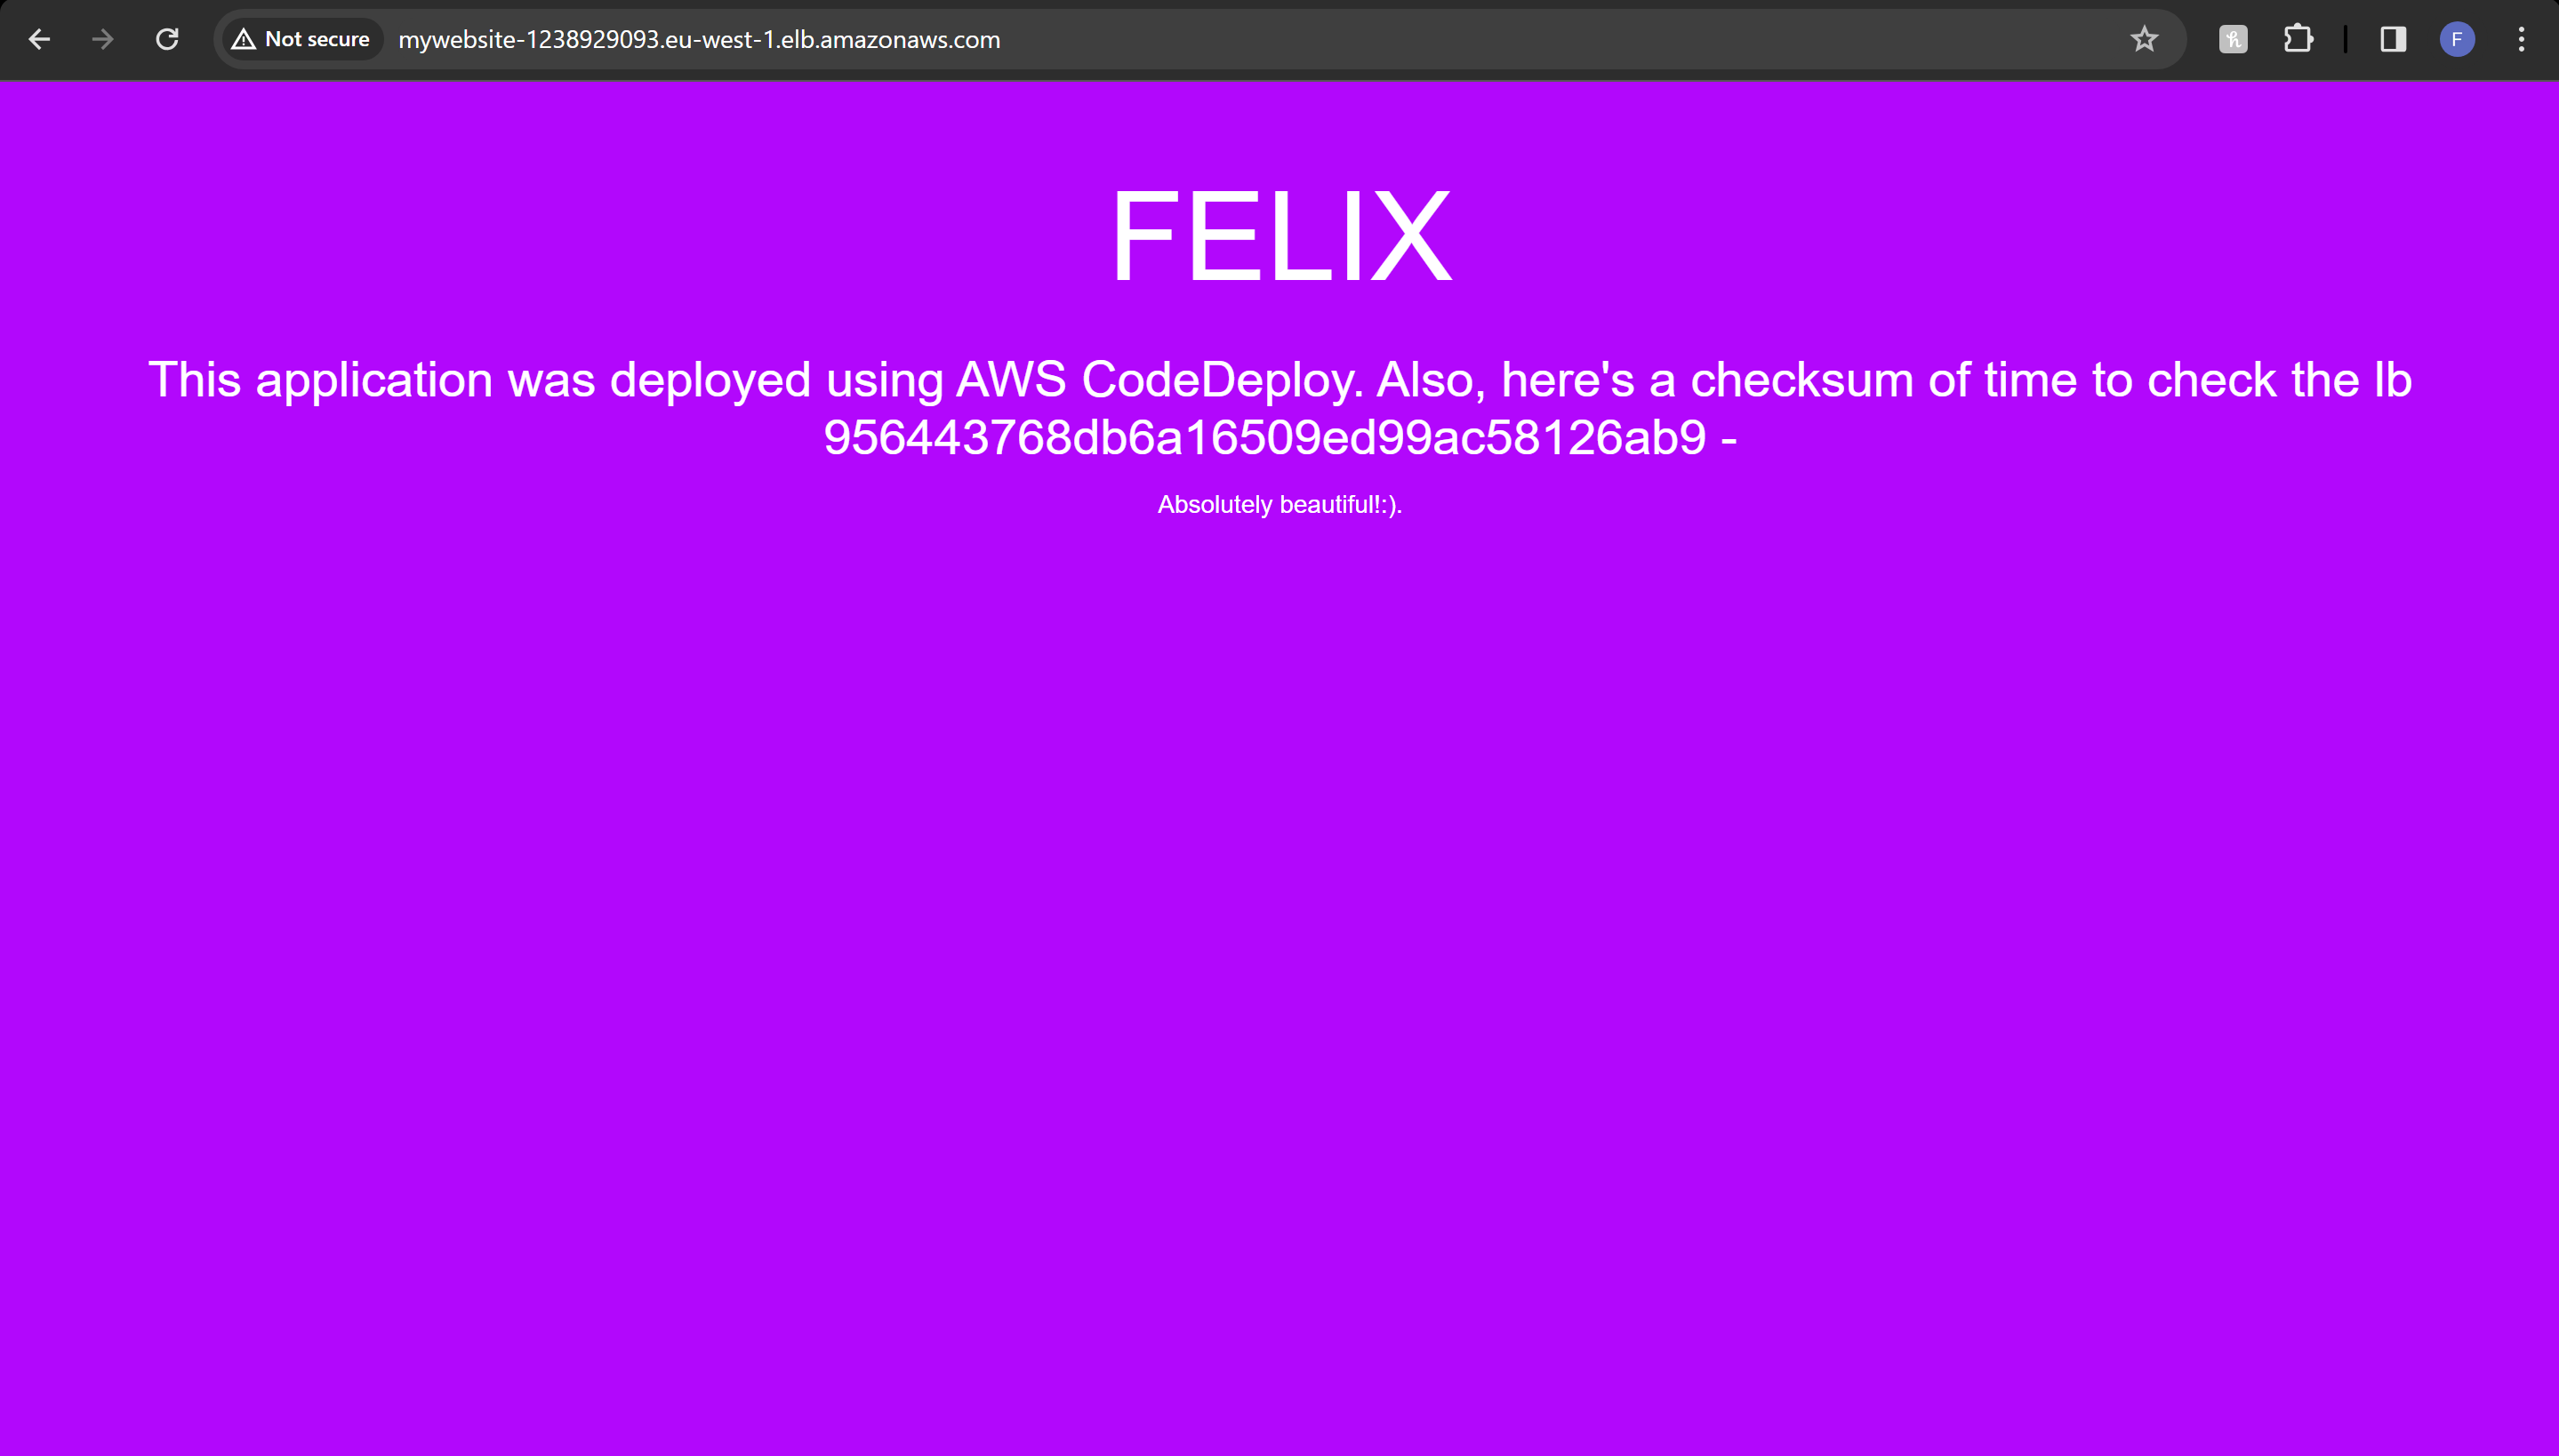 Not secure
mywebsite-1238929093.eu-west-1.elb.amazonaws.com
F
FELIX
This application was deployed using AWS CodeDeploy. Also, here's a checksum of time to check the lb
956443768db6a16509ed99ac58126ab9 -
Absolutely beautiful!:).